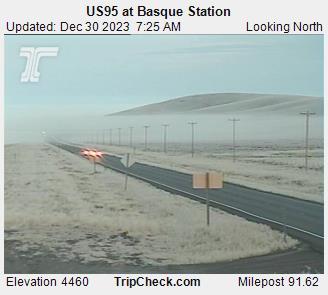 US95 at Basque Station
Updated: Dec 30 2023 7:25 AM Looking North
Elevation 4460 TripCheck.com Milepost 91.62